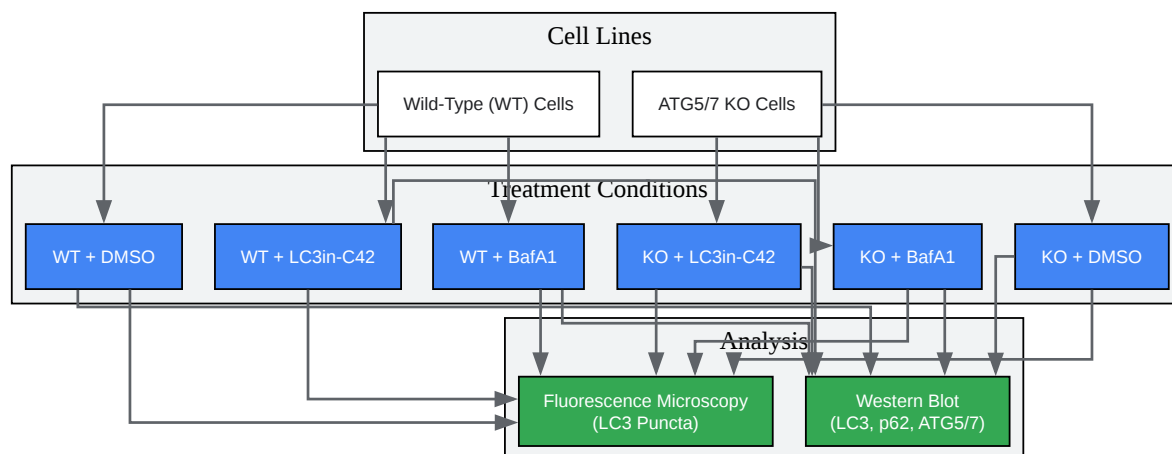 Cell Lines
Wild-Type (WT) Cells
ATG5/7 KO Cells
Treatment Conditions
WT + DMSO
WT + LC3in-C42
WT + BafA1
KO + LC3in-C42
KO + BafA1
KO + DMSO
Analysis
Fluorescence Microscopy
(LC3 Puncta)
Western Blot
(LC3, p62, ATG5/7)